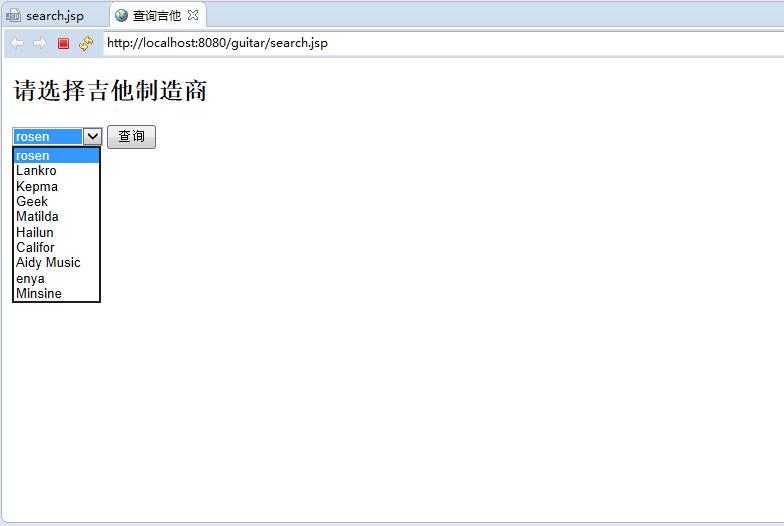 search.jsp 查询吉他
http://localhost:8080/guitar/search.jsp
请选择吉他制造商
rosen 查询
rosen
Lankro
Kepma
Geek
Matilda
Hailun
Califor
Aidy Music
enya
Minsine